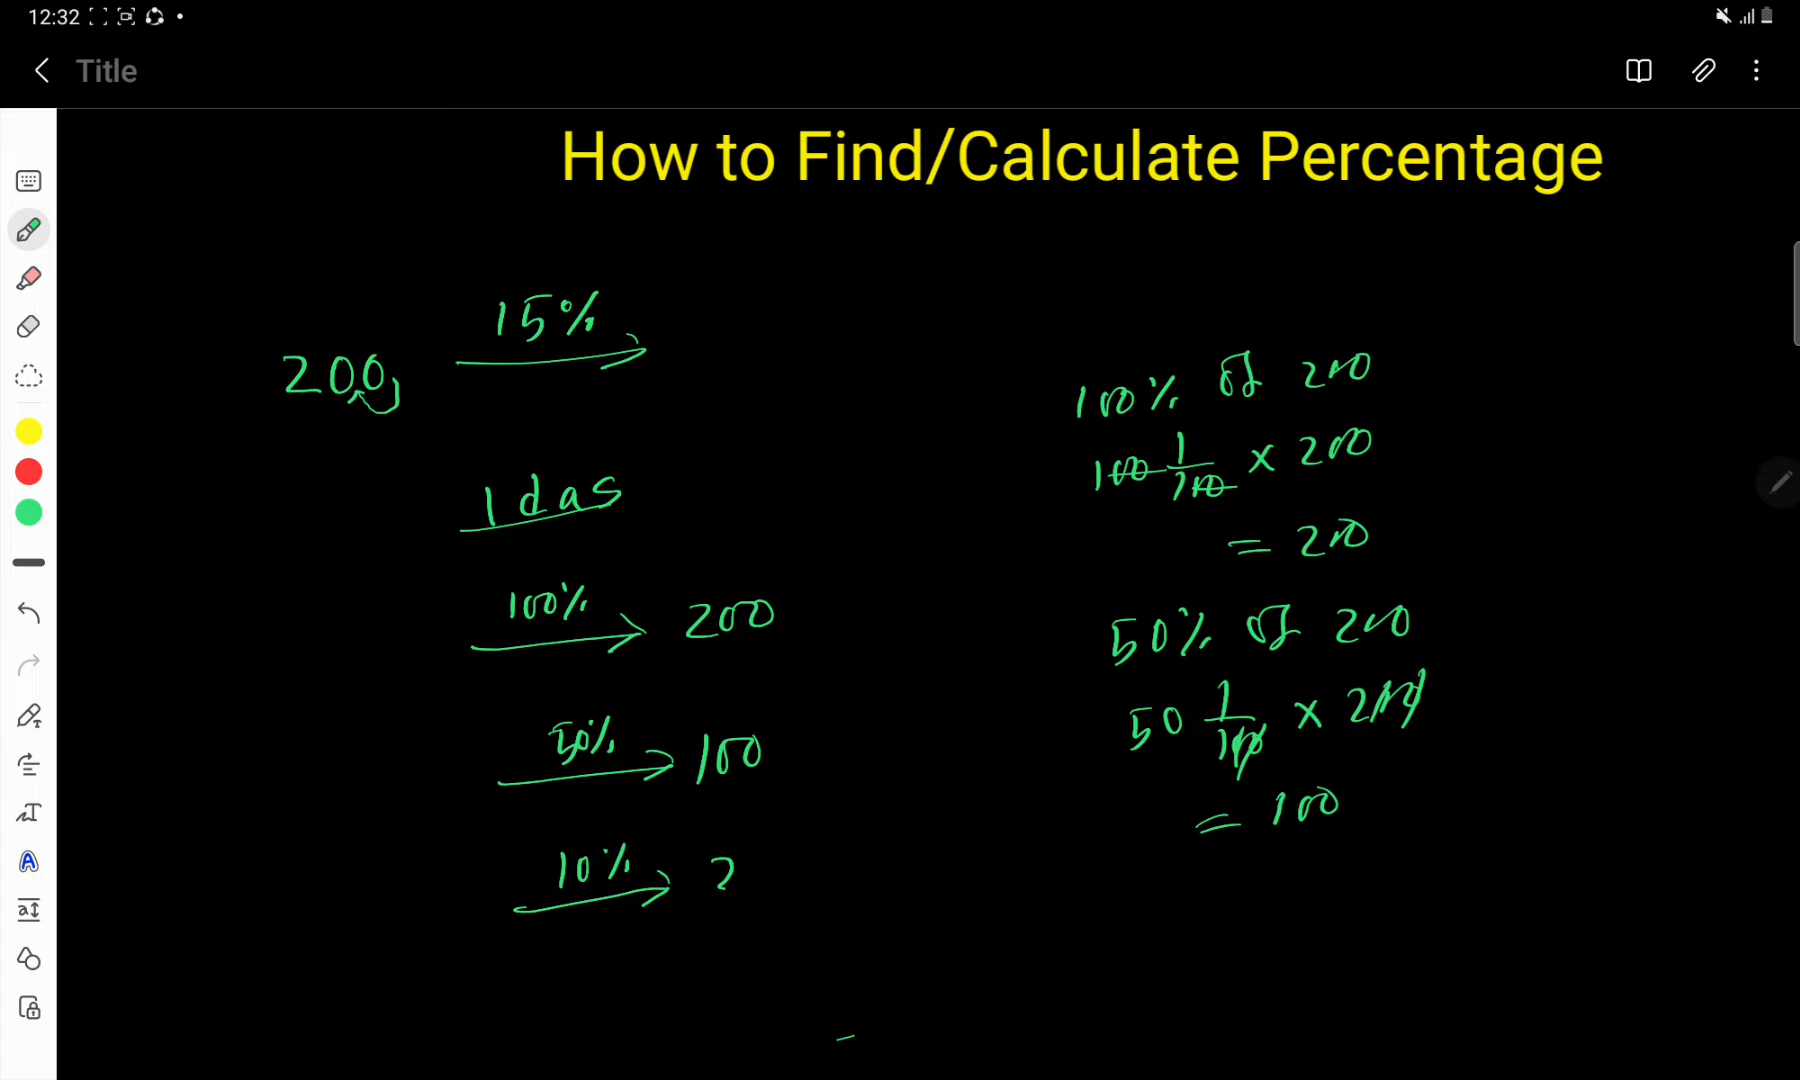 12:32
Title
How to Find/Calculate Percentage
15%
200
1 das
100% 200
50% 100
10% 2
100% of 200
100 1/100 x 200
= 200
50% of 200
50 1/100 x 200
= 100